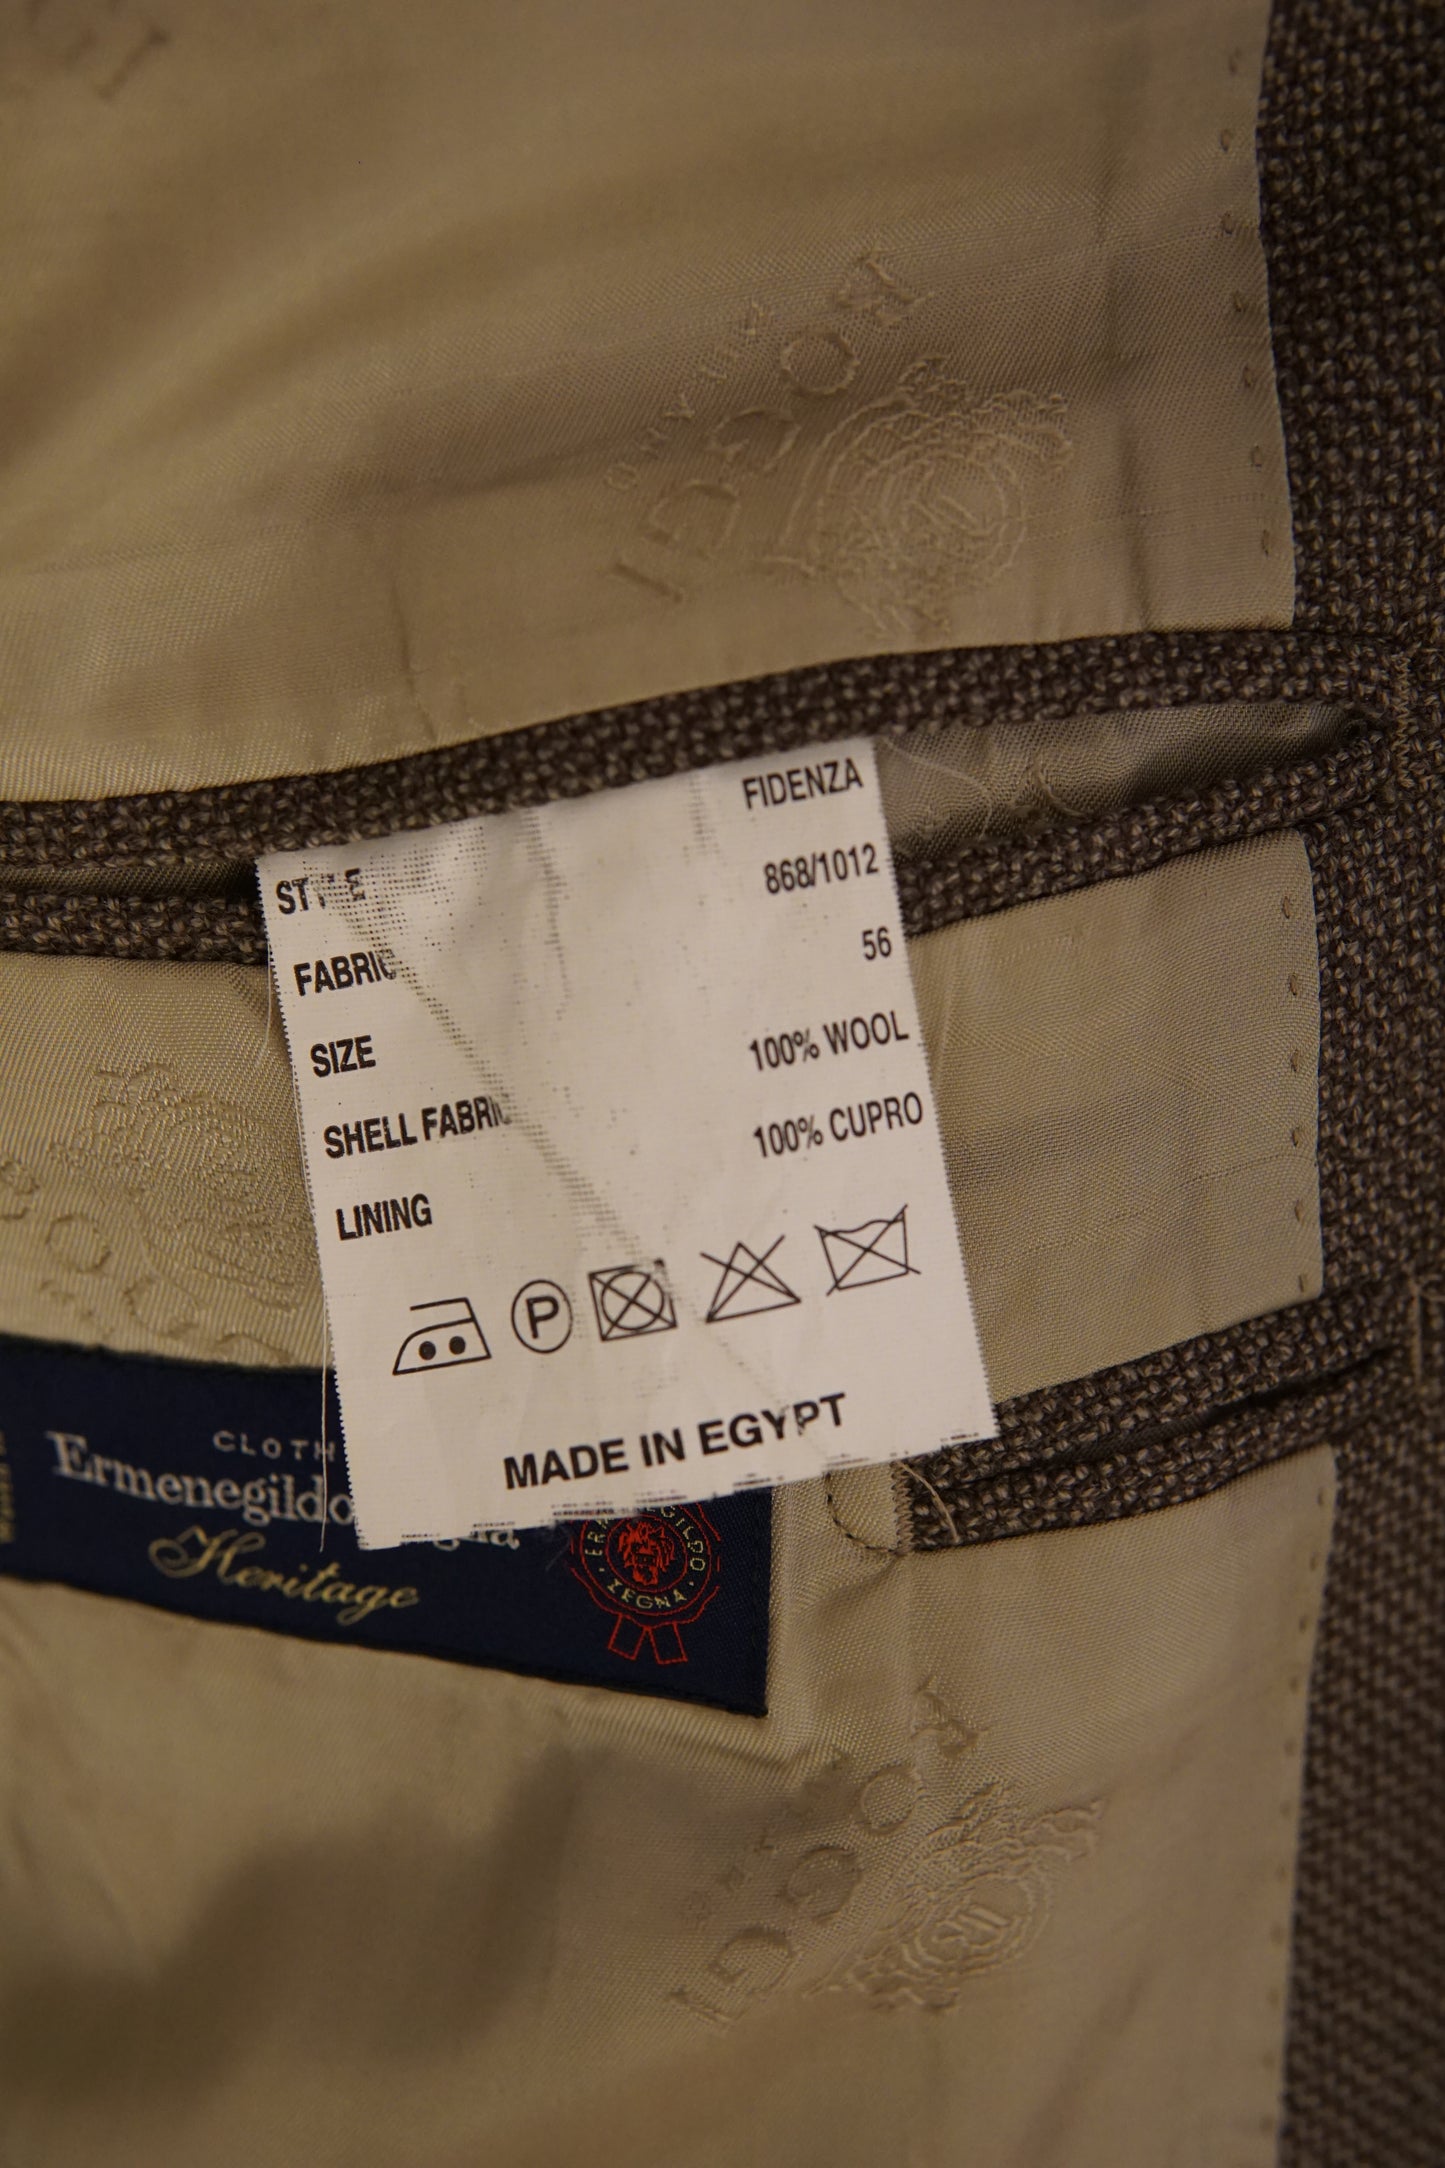 FIDENZA
STYLE 868/1012
FABRIC 56
SIZE 100% WOOL
SHELL FABRIC 100% CUPRO
LINING
P
MADE IN EGYPT
CLOTH
Ermenegildo
Heritage
ZEGNA